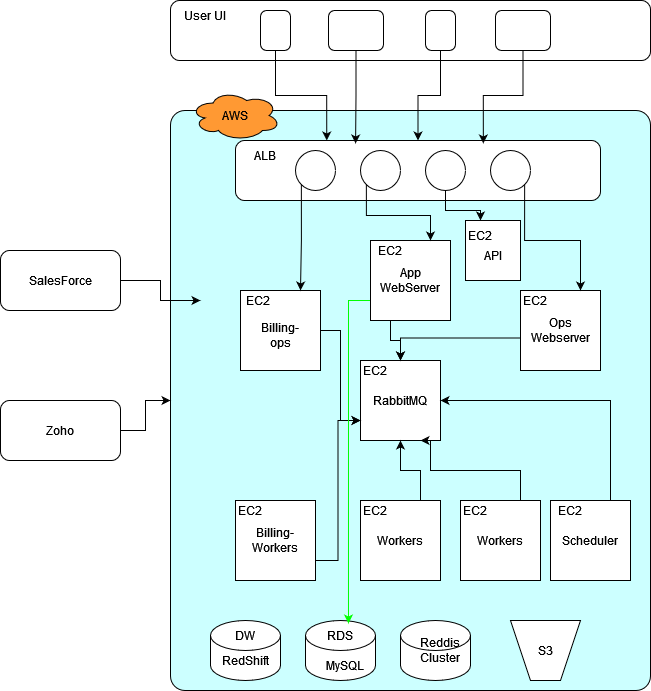 User UI
AWS
ALB
EC2
API
EC2
App
WebServer
SalesForce
EC2
Billing-
ops
EC2
Ops
Webserver
EC2
RabbitMQ
Zoho
EC2
Billing-
Workers
EC2
Workers
EC2
Workers
EC2
Scheduler
DW
RedShift
RDS
MySQL
Reddis
Cluster
S3